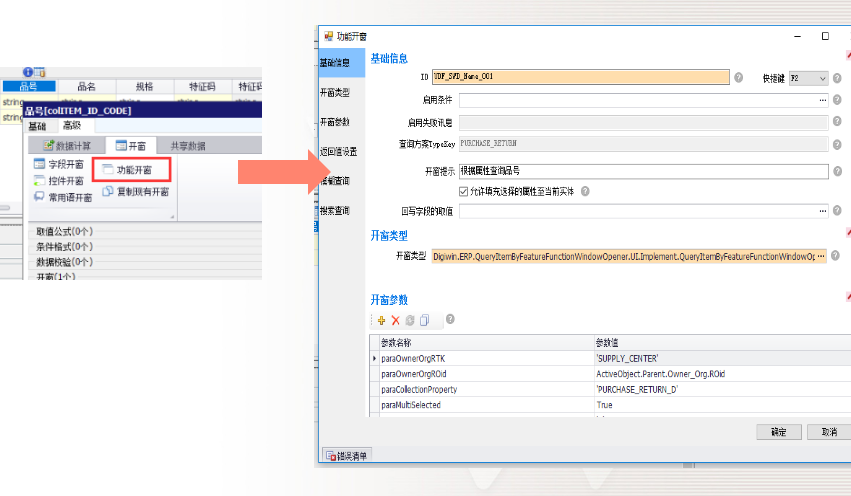 品号 品名 规格 特征码 特征码
string
品号[colITEM_ID_CODE]
string
基础 高级
数据计算 开窗 共享数据
字段开窗
功能开窗
控件开窗
复制现有开窗
常用语开窗
取值公式(0个)
条件格式(0个)
数据校验(0个)
开窗(1个)
功能开窗
基础信息
开窗类型
开窗参数
返回值设置
搜索查询
基础信息
ID UDF_SVD_Name_001 快捷键 F2
启用条件 ...
启用失败讯息
查询方案TypeKey PURCHASE_RETURN
开窗提示 根据属性查询品号
允许填充选择的属性至当前实体
回写字段的取值 ...
开窗类型
开窗类型 Digiwin.ERP.QueryItemByFeatureFunctionWindowOpener.UI.Implement.QueryItemByFeatureFunctionWindowOp ...
开窗参数
参数名称 参数值
paraOwnerOrgRTK 'SUPPLY_CENTER'
paraOwnerOrgROid ActiveObject.Parent.Owner_Org.ROid
paraCollectionProperty 'PURCHASE_RETURN_D'
paraMultiSelected True
确定 取消
错误清单